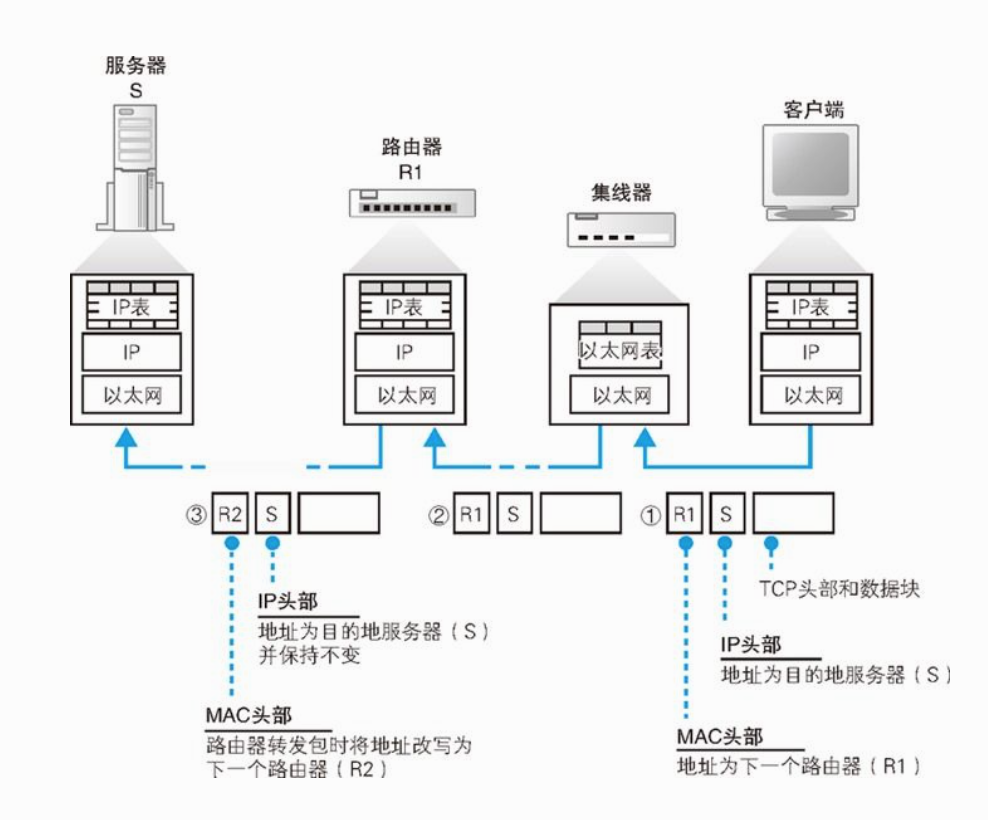 服务器
S
路由器
R1
集线器
客户端
IP表
IP
以太网
IP表
IP
以太网
以太网表
以太网
IP表
IP
以太网
③ R2 S
② R1 S
① R1 S
TCP头部和数据块
IP头部
地址为目的地服务器(S)
并保持不变
IP头部
地址为目的地服务器(S)
MAC头部
路由器转发包时将地址改写为
下一个路由器(R2)
MAC头部
地址为下一个路由器(R1)